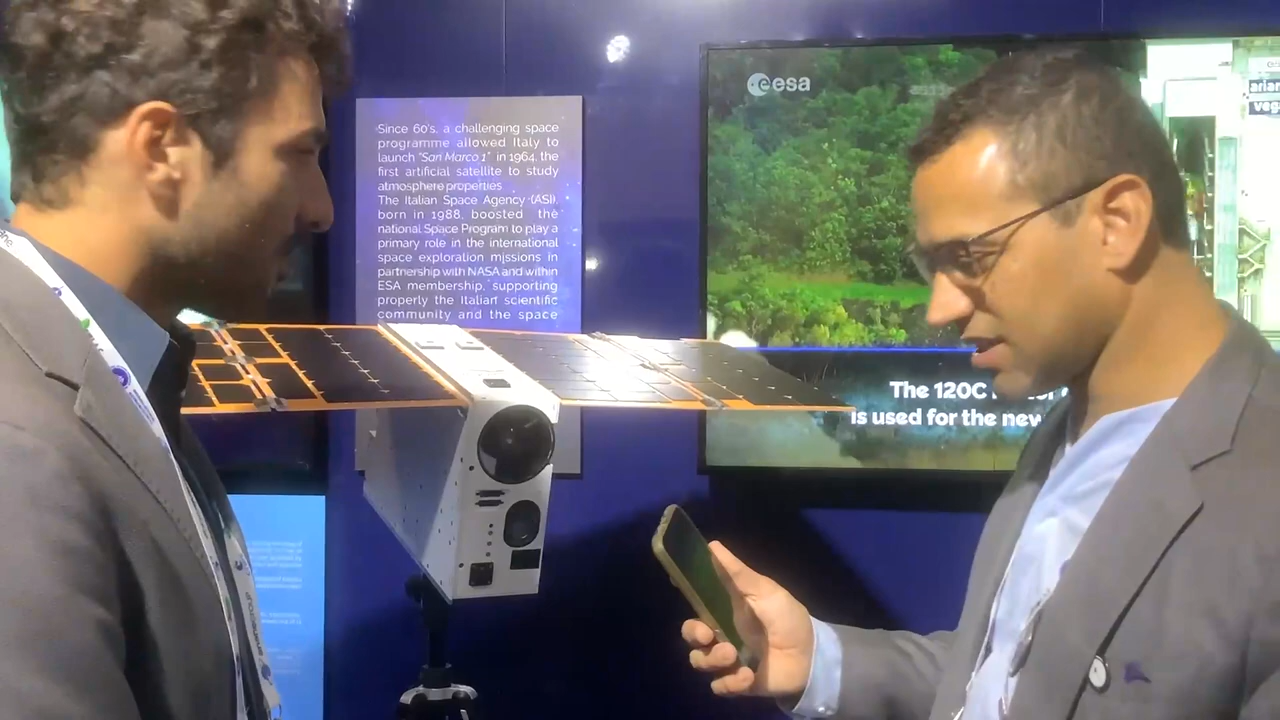 Since 60's, a challenging space
programme allowed Italy to
launch "San Marco 1" in 1964, the
first artificial satellite to study
atmosphere properties
The Italian Space Agency (ASI),
born in 1988, boosted the
national Space Program to play a
primary role in the international
space exploration missions in
partnership with NASA and within
ESA membership, supporting
properly the Italian scientific
community and the space
esa
The 120C
is used for the new